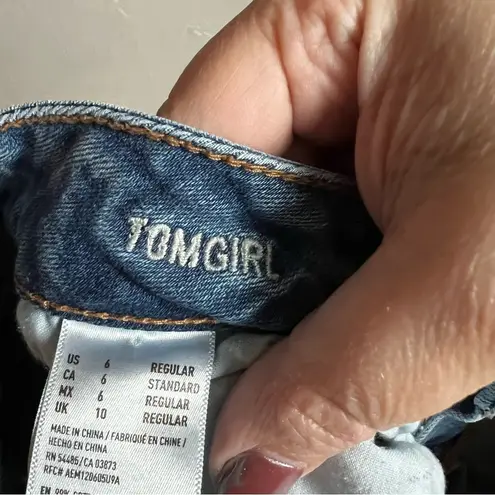 TOMGIRL
US 6 REGULAR
CA 6 STANDARD
MX 6 REGULAR
UK 10 REGULAR
MADE IN CHINA / FABRIQUÉ EN CHINE /
HECHO EN CHINA
RN 54485/CA 03873
RFC# AEM120605U9A